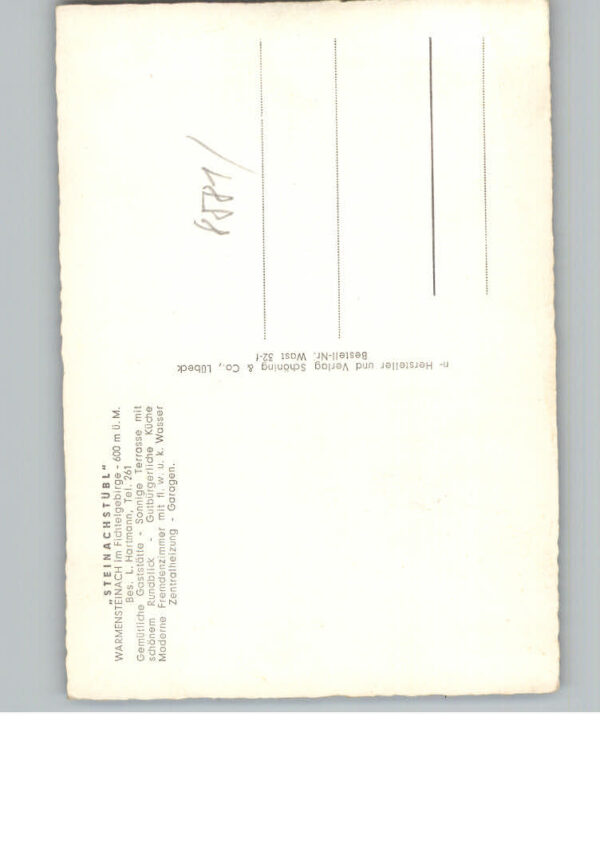 "STEINACHSTÜBL"
WARMENSTEINACH im Fichtelgebirge - 600 m ü. M.
Bes. L. Hartmann, Tel. 261
Gemütliche Gaststätte - Sonnige Terrasse mit
schönem Rundblick - Gutbürgerliche Küche
Moderne Fremdenzimmer mit fl. w. u. k. Wasser
Zentralheizung - Garagen.
Hersteller und Verlag Schöning & Co., Lübeck
Bestell-Nr. Wast 32-f
8581/